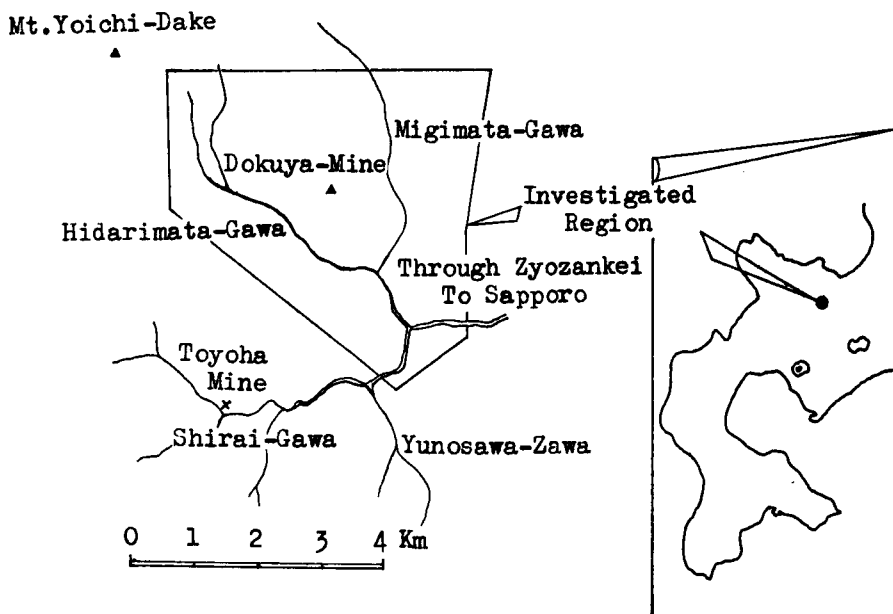 Mt.Yoichi-Dake
Migimata-Gawa
Dokuya-Mine
Investigated
Region
Hidarimata-Gawa
Through Zyozankei
To Sapporo
Toyoha
Mine
Shirai-Gawa
Yunosawa-Zawa
0 1 2 3 4 Km